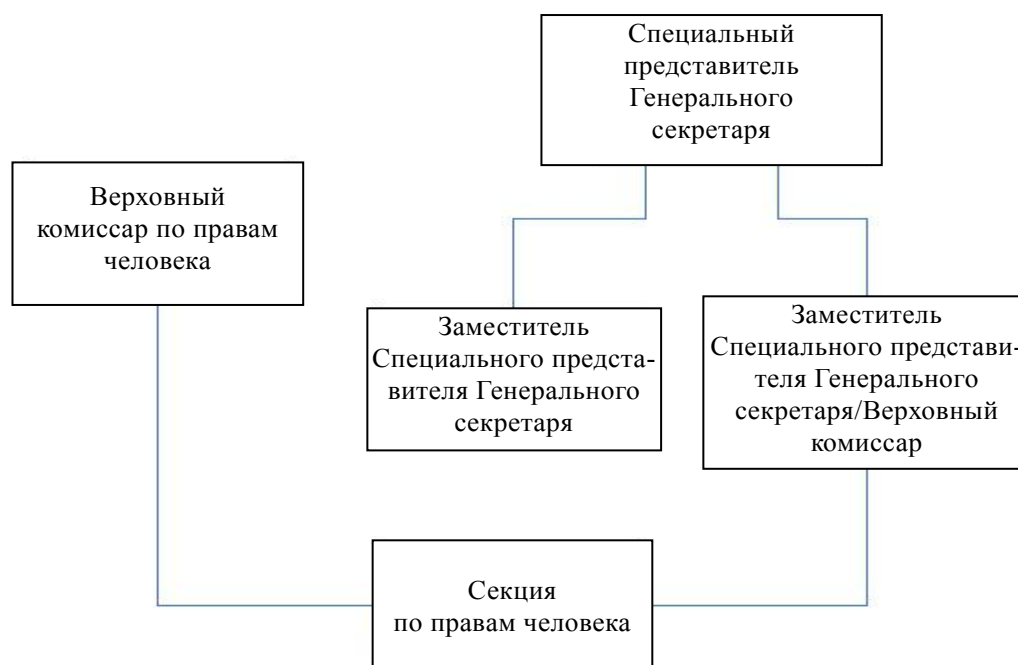 Специальный
представитель
Генерального
секретаря
Верховный
комиссар по правам
человека
Заместитель
Специального предста-
вителя Генерального
секретаря
Заместитель
Специального представи-
теля Генерального
секретаря/Верховный
комиссар
Секция
по правам человека